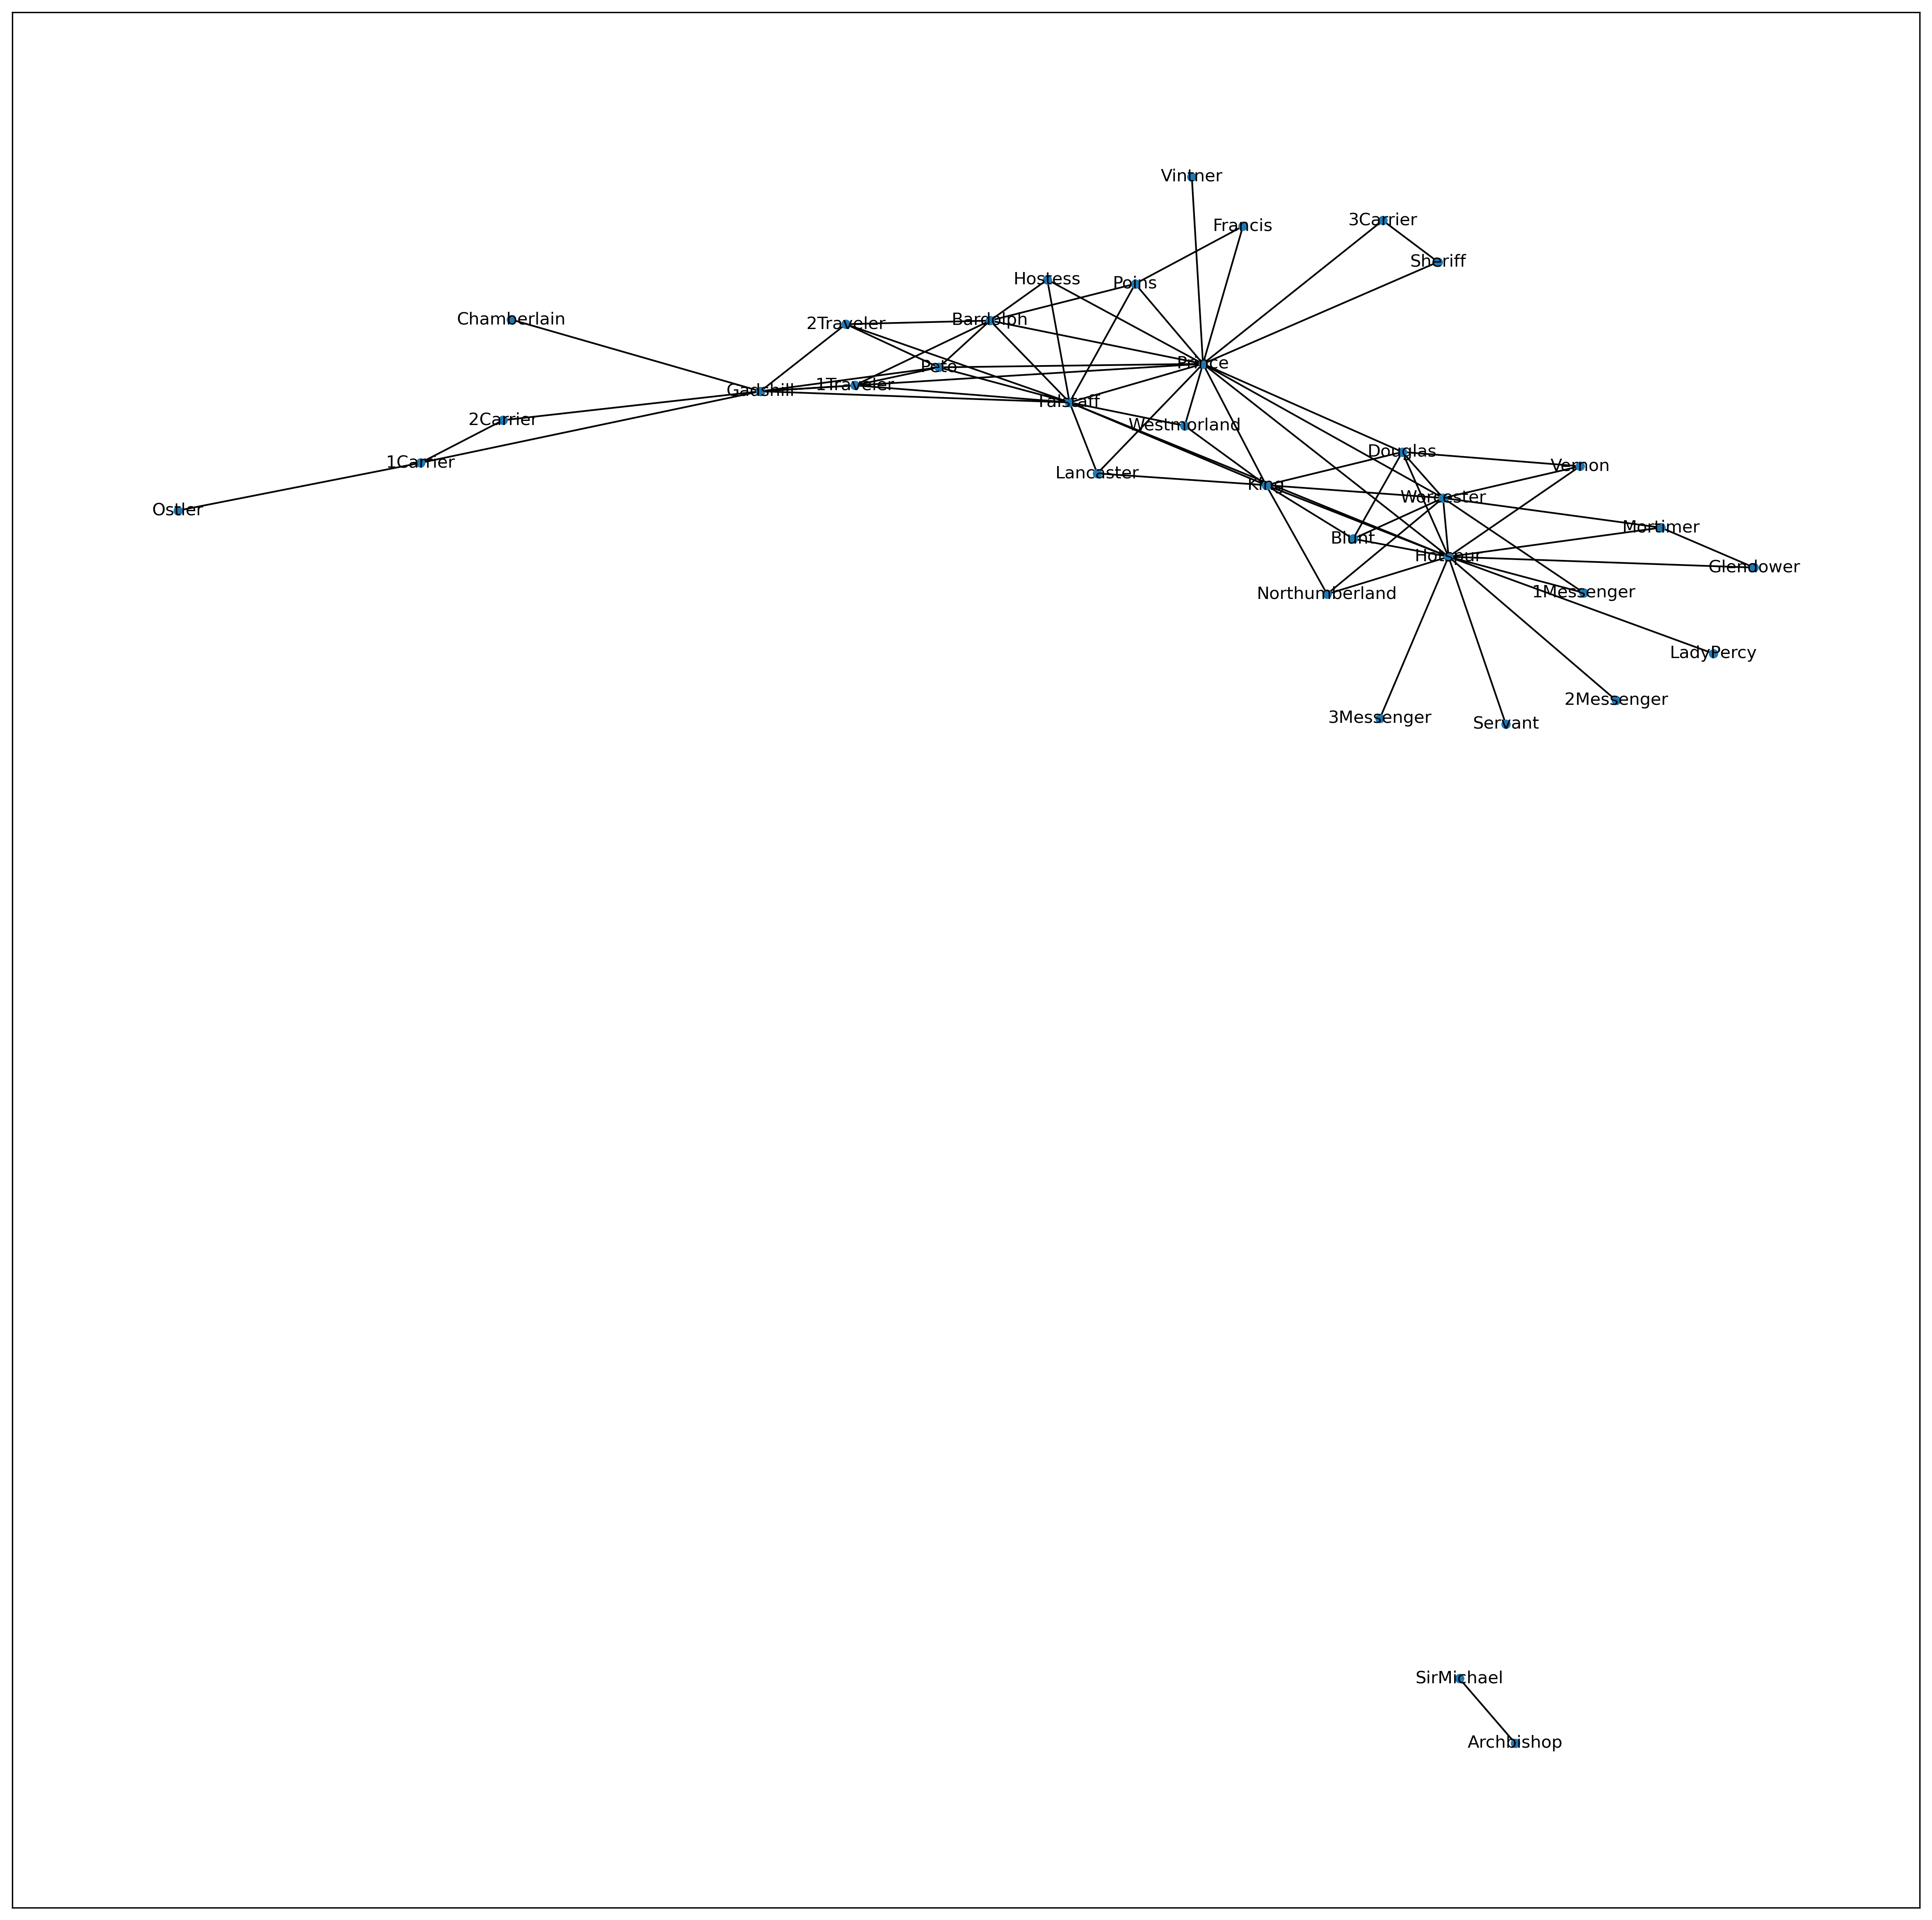 Vintner
Francis
3Carrier
Sheriff
Hostess
Poins
Chamberlain
2Traveler
Bardolph
Prince
Peto
1Traveler
Gadshill
Falstaff
2Carrier
Westmorland
Douglas
1Carrier
Vernon
Lancaster
King
Worcester
Ostler
Mortimer
Blunt
Hotspur
Glendower
1Messenger
Northumberland
LadyPercy
2Messenger
3Messenger
Servant
SirMichael
Archbishop